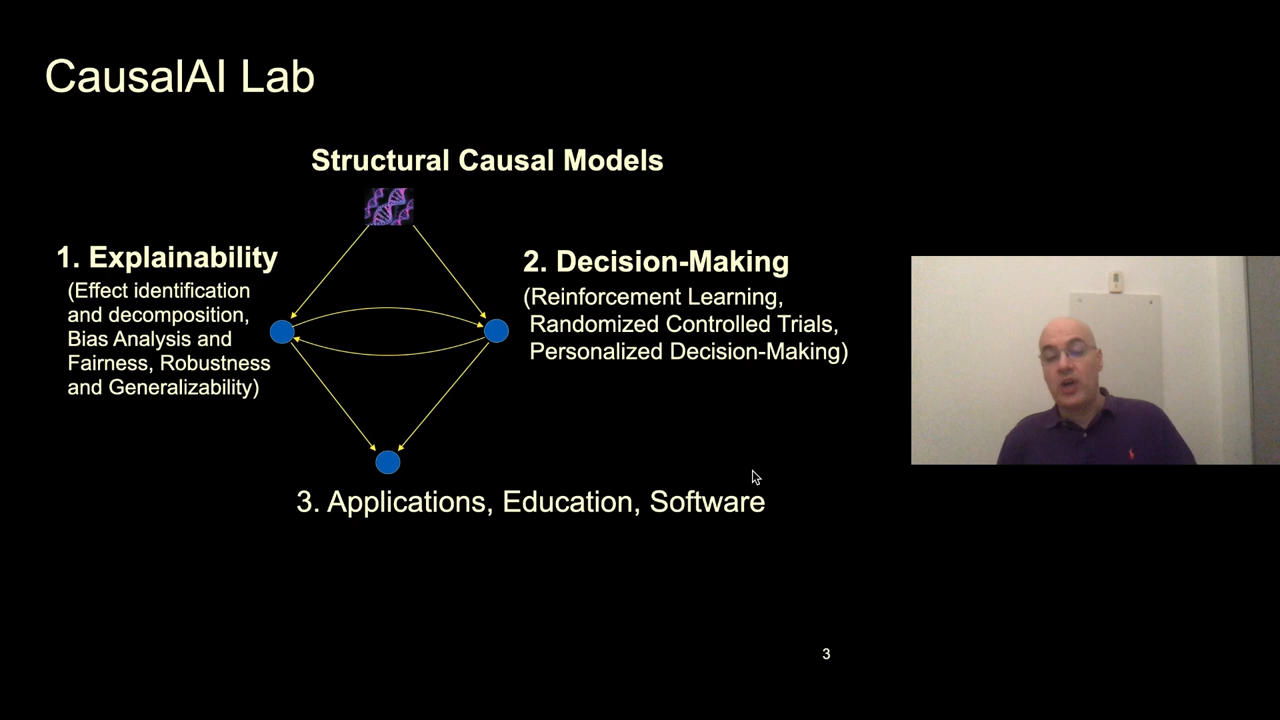 CausalAI Lab
Structural Causal Models
1. Explainability
(Effect identification
and decomposition,
Bias Analysis and
Fairness, Robustness
and Generalizability)
2. Decision-Making
(Reinforcement Learning,
Randomized Controlled Trials,
Personalized Decision-Making)
3. Applications, Education, Software
3